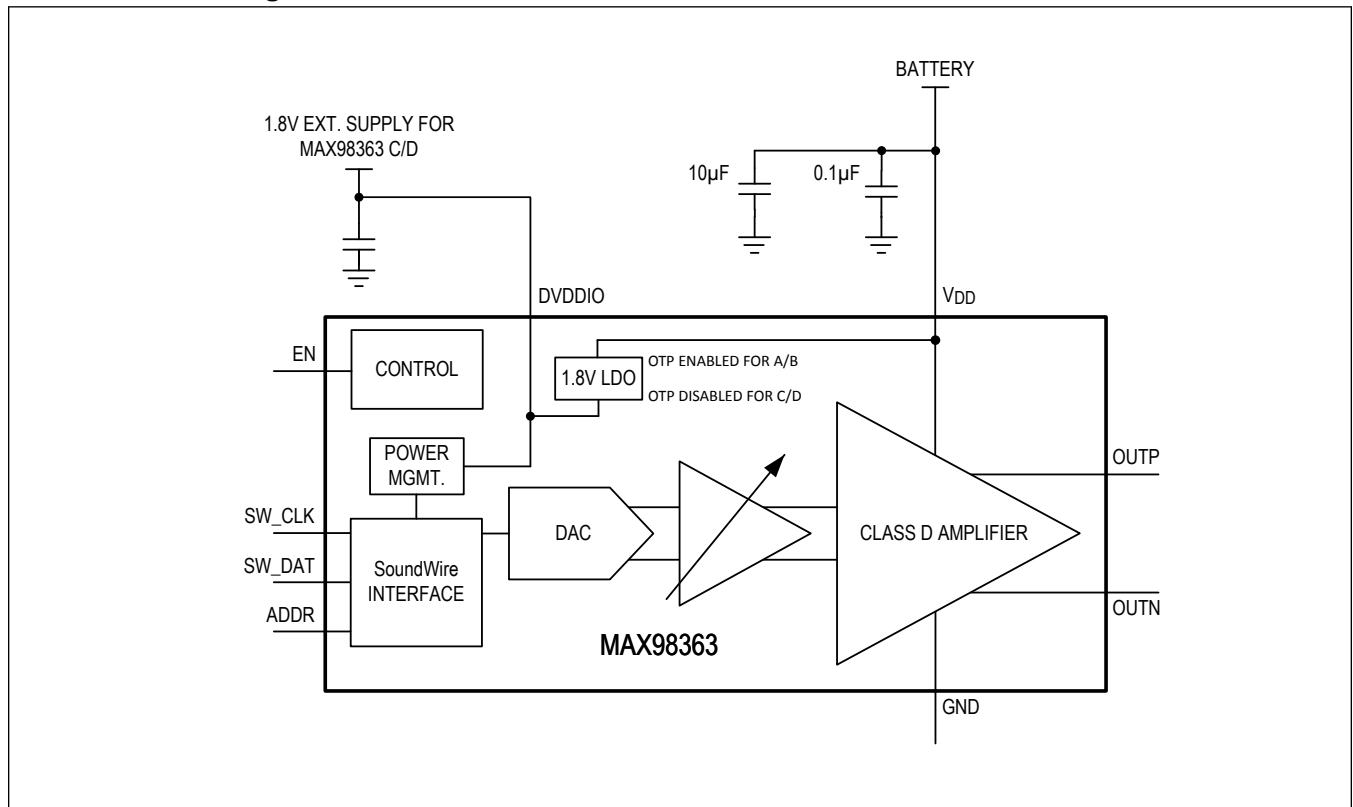 BATTERY
1.8V EXT. SUPPLY FOR
MAX98363 C/D
10µF
0.1µF
DVDDIO
VDD
EN
CONTROL
1.8V LDO
OTP ENABLED FOR A/B
OTP DISABLED FOR C/D
POWER
MGMT.
OUTP
SW_CLK
DAC
CLASS D AMPLIFIER
SW_DAT
SoundWire
INTERFACE
ADDR
OUTN
MAX98363
GND